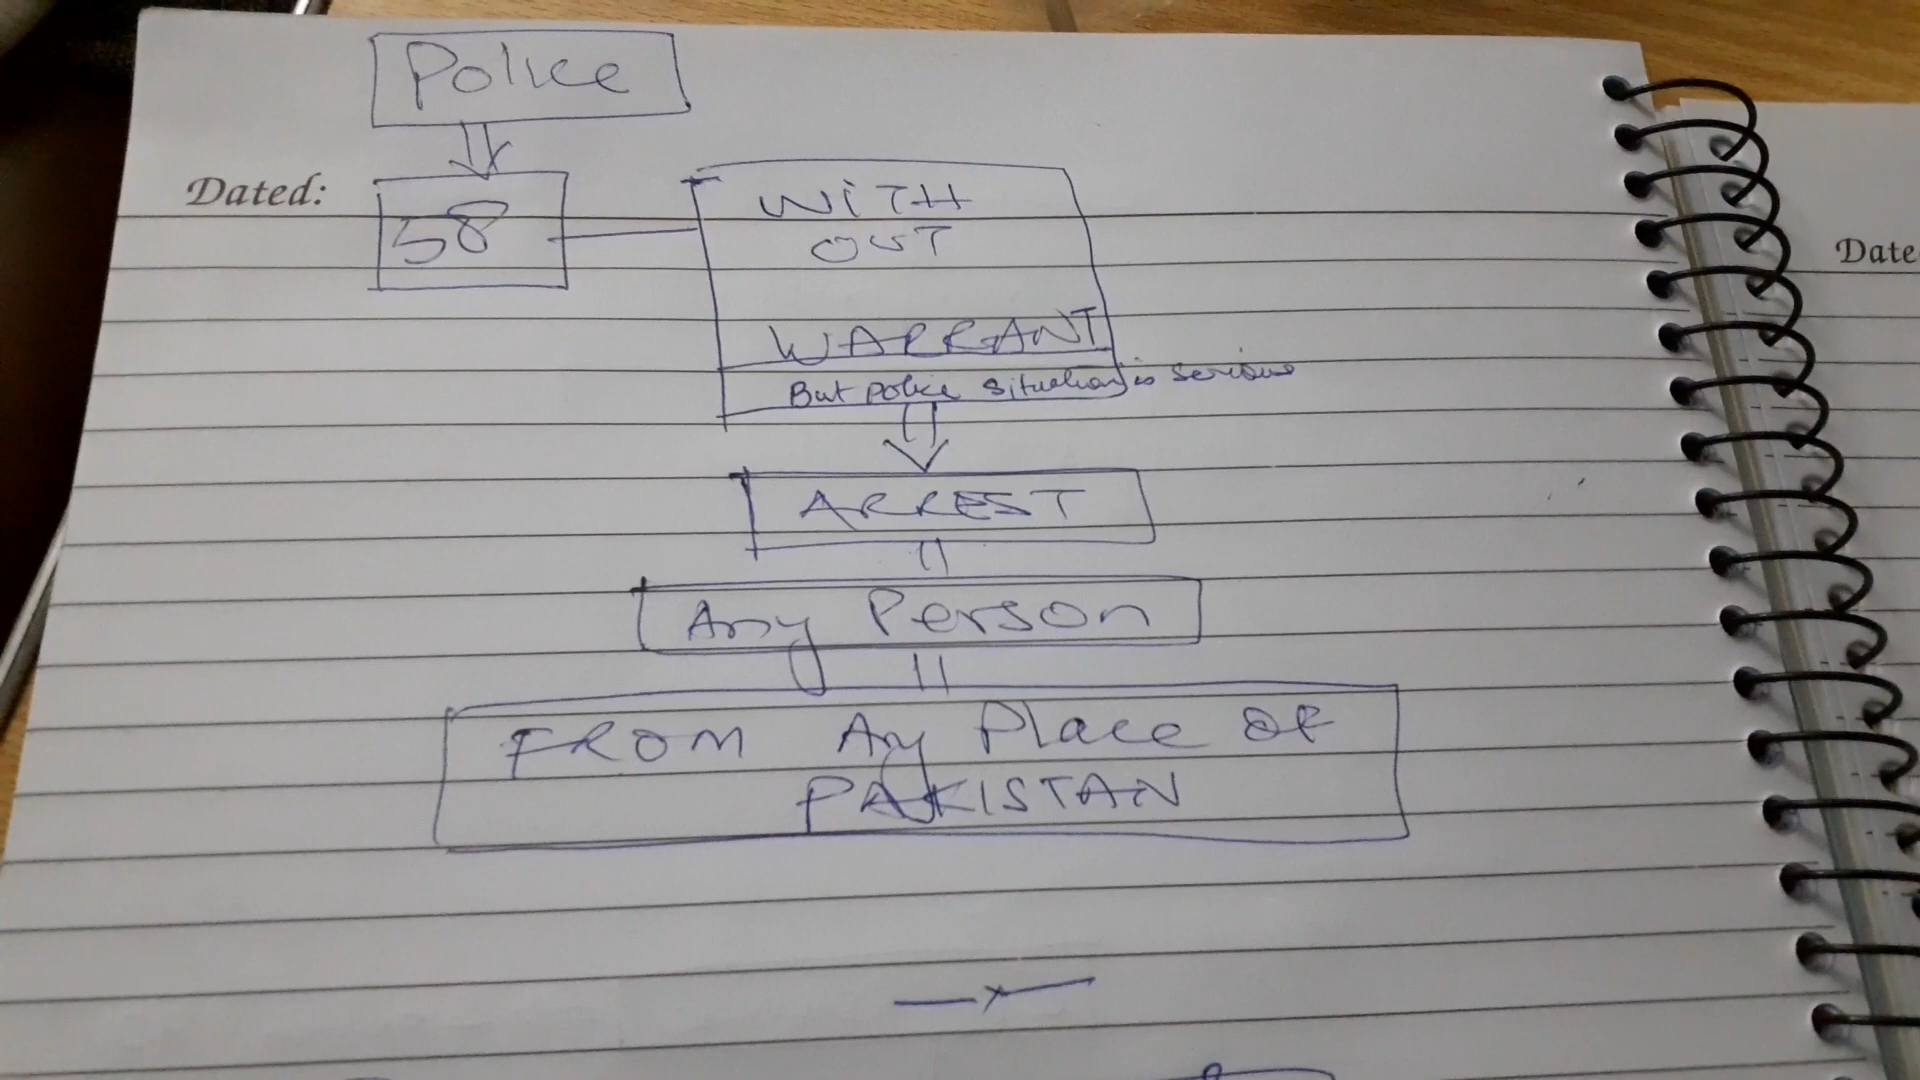 Police
Dated:
58
WITH
OUT
WARRANT
But police situation is serious
ARREST
Any Person
FROM Any Place OF
PAKISTAN
Date